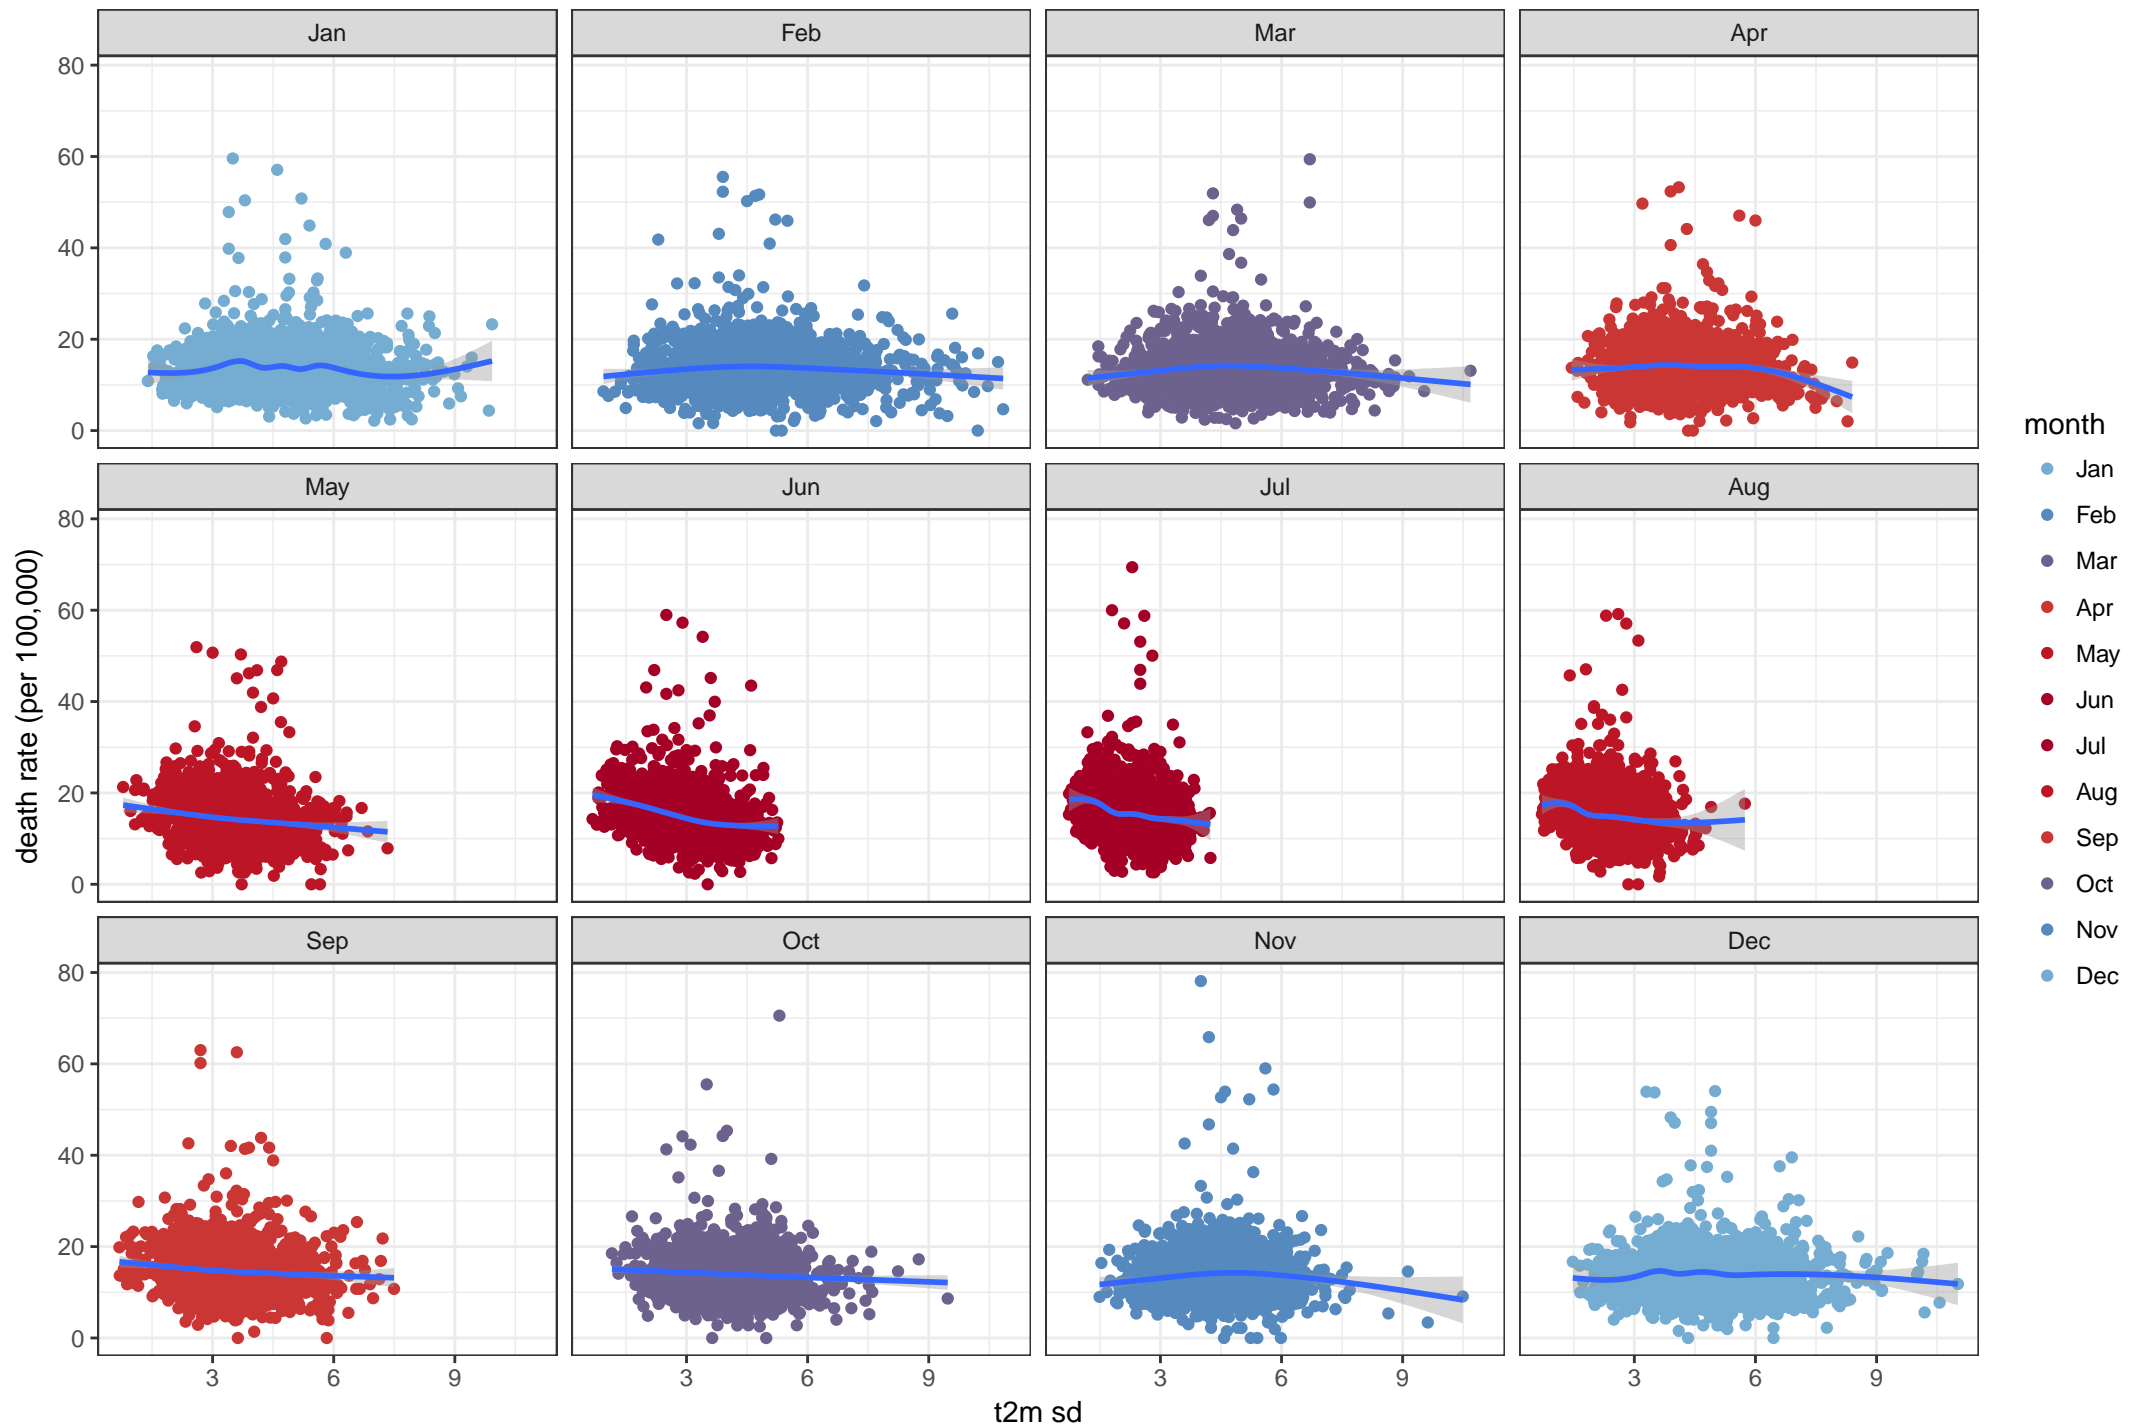 Jan Feb Mar Apr
80
60
40
20
0
May Jun Jul Aug
80
60
40
20
0
Sep Oct Nov Dec
80
60
40
20
0
3 6 9 3 6 9 3 6 9 3 6 9
t2m sd
death rate (per 100,000)
month
Jan
Feb
Mar
Apr
May
Jun
Jul
Aug
Sep
Oct
Nov
Dec